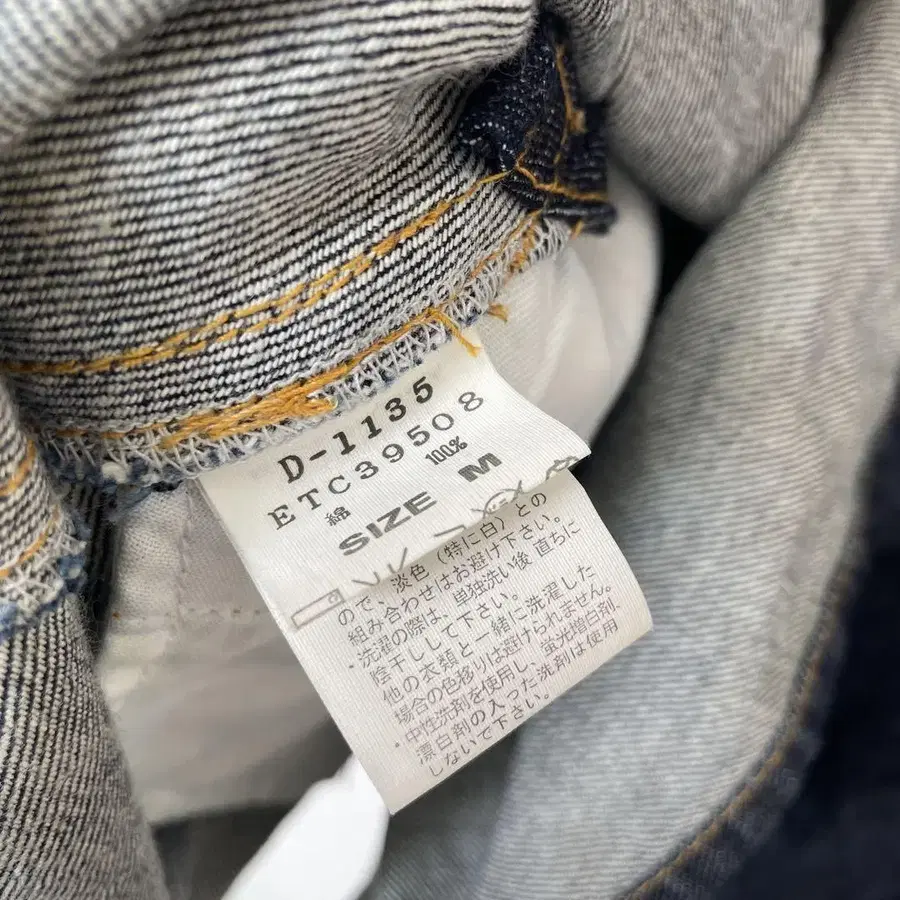 D-1135
ETC39508
綿 100%
SIZE M
ので、淡色(特に白)との
組み合わせはお避け下さい。
・洗濯の際は、単独洗い後 直ちに
陰干しして下さい。
他の衣類と一緒に洗濯した
場合の色移りは避けられません。
・中性洗剤を使用し、蛍光増白剤、
漂白剤の入った洗剤は使用
しないで下さい。